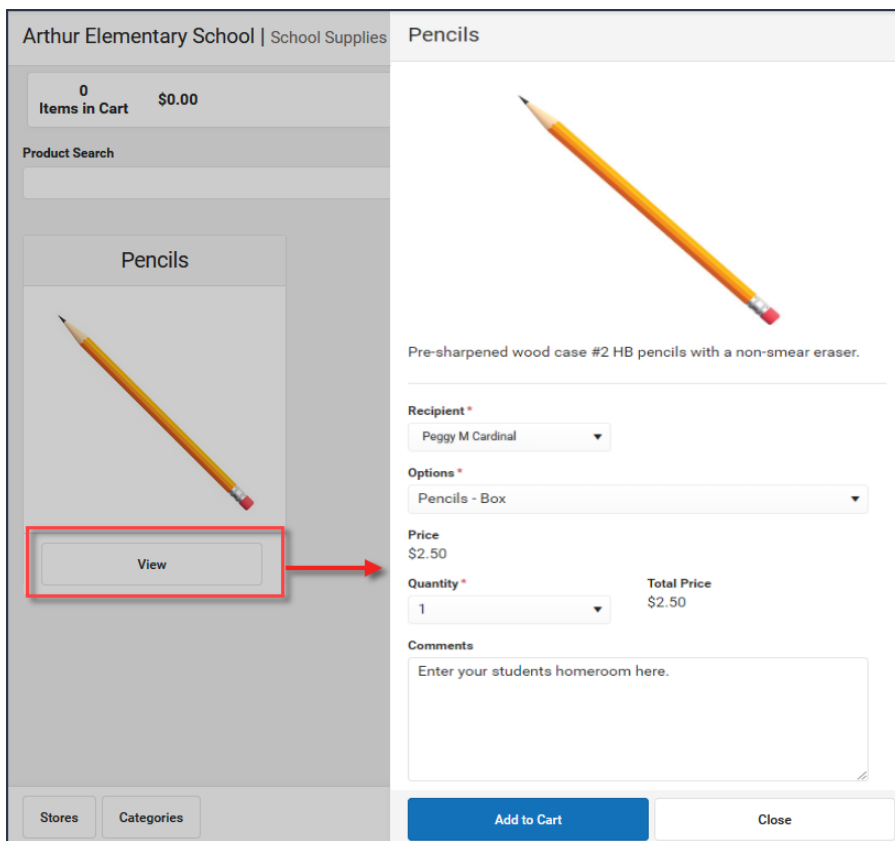 Arthur Elementary School | School Supplies
0
Items in Cart
$0.00
Product Search
Pencils
View
Stores
Categories
Pencils
Pre-sharpened wood case #2 HB pencils with a non-smear eraser.
Recipient *
Peggy M Cardinal
Options *
Pencils - Box
Price
$2.50
Quantity *
1
Total Price
$2.50
Comments
Enter your students homeroom here.
Add to Cart
Close